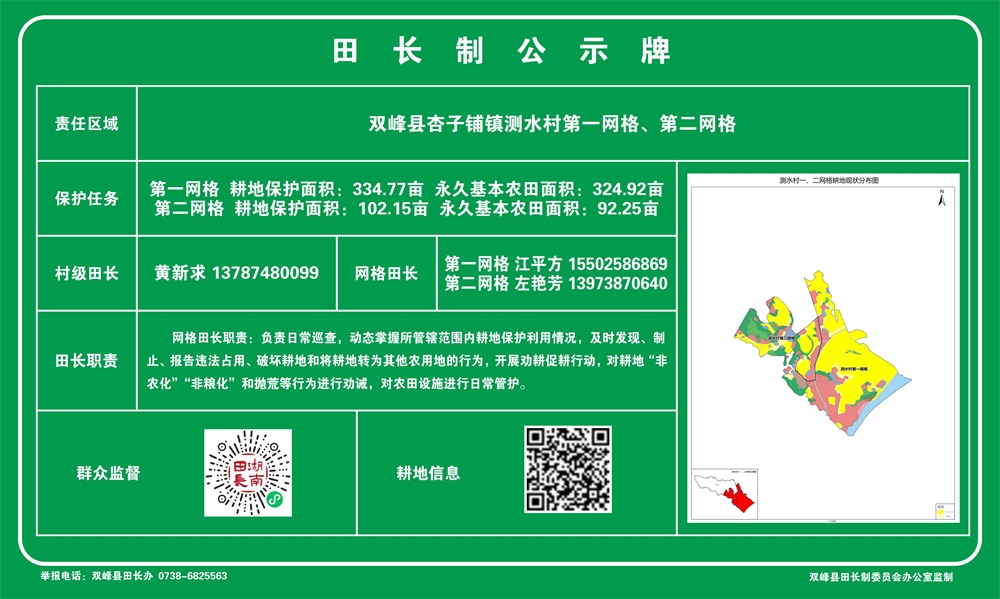 田长制公示牌
责任区域
双峰县杏子铺镇测水村第一网格、第二网格
保护任务
第一网格 耕地保护面积：334.77亩 永久基本农田面积：324.92亩
第二网格 耕地保护面积：102.15亩 永久基本农田面积：92.25亩
测水村一、二网格耕地现状分布图
N
村级田长
黄新求 13787480099
网格田长
第一网格 江平方 15502586869
第二网格 左艳芳 13973870640
测水村第二网格
测水村第一网格
田长职责
网格田长职责：负责日常巡查，动态掌握所管辖范围内耕地保护利用情况，及时发现、制
止、报告违法占用、破坏耕地和将耕地转为其他农用地的行为，开展劝耕促耕行动，对耕地“非
农化”“非粮化”和抛荒等行为进行劝诫，对农田设施进行日常管护。
群众监督
湖南田長
耕地信息
举报电话：双峰县田长办 0738-6825563
双峰县田长制委员会办公室监制